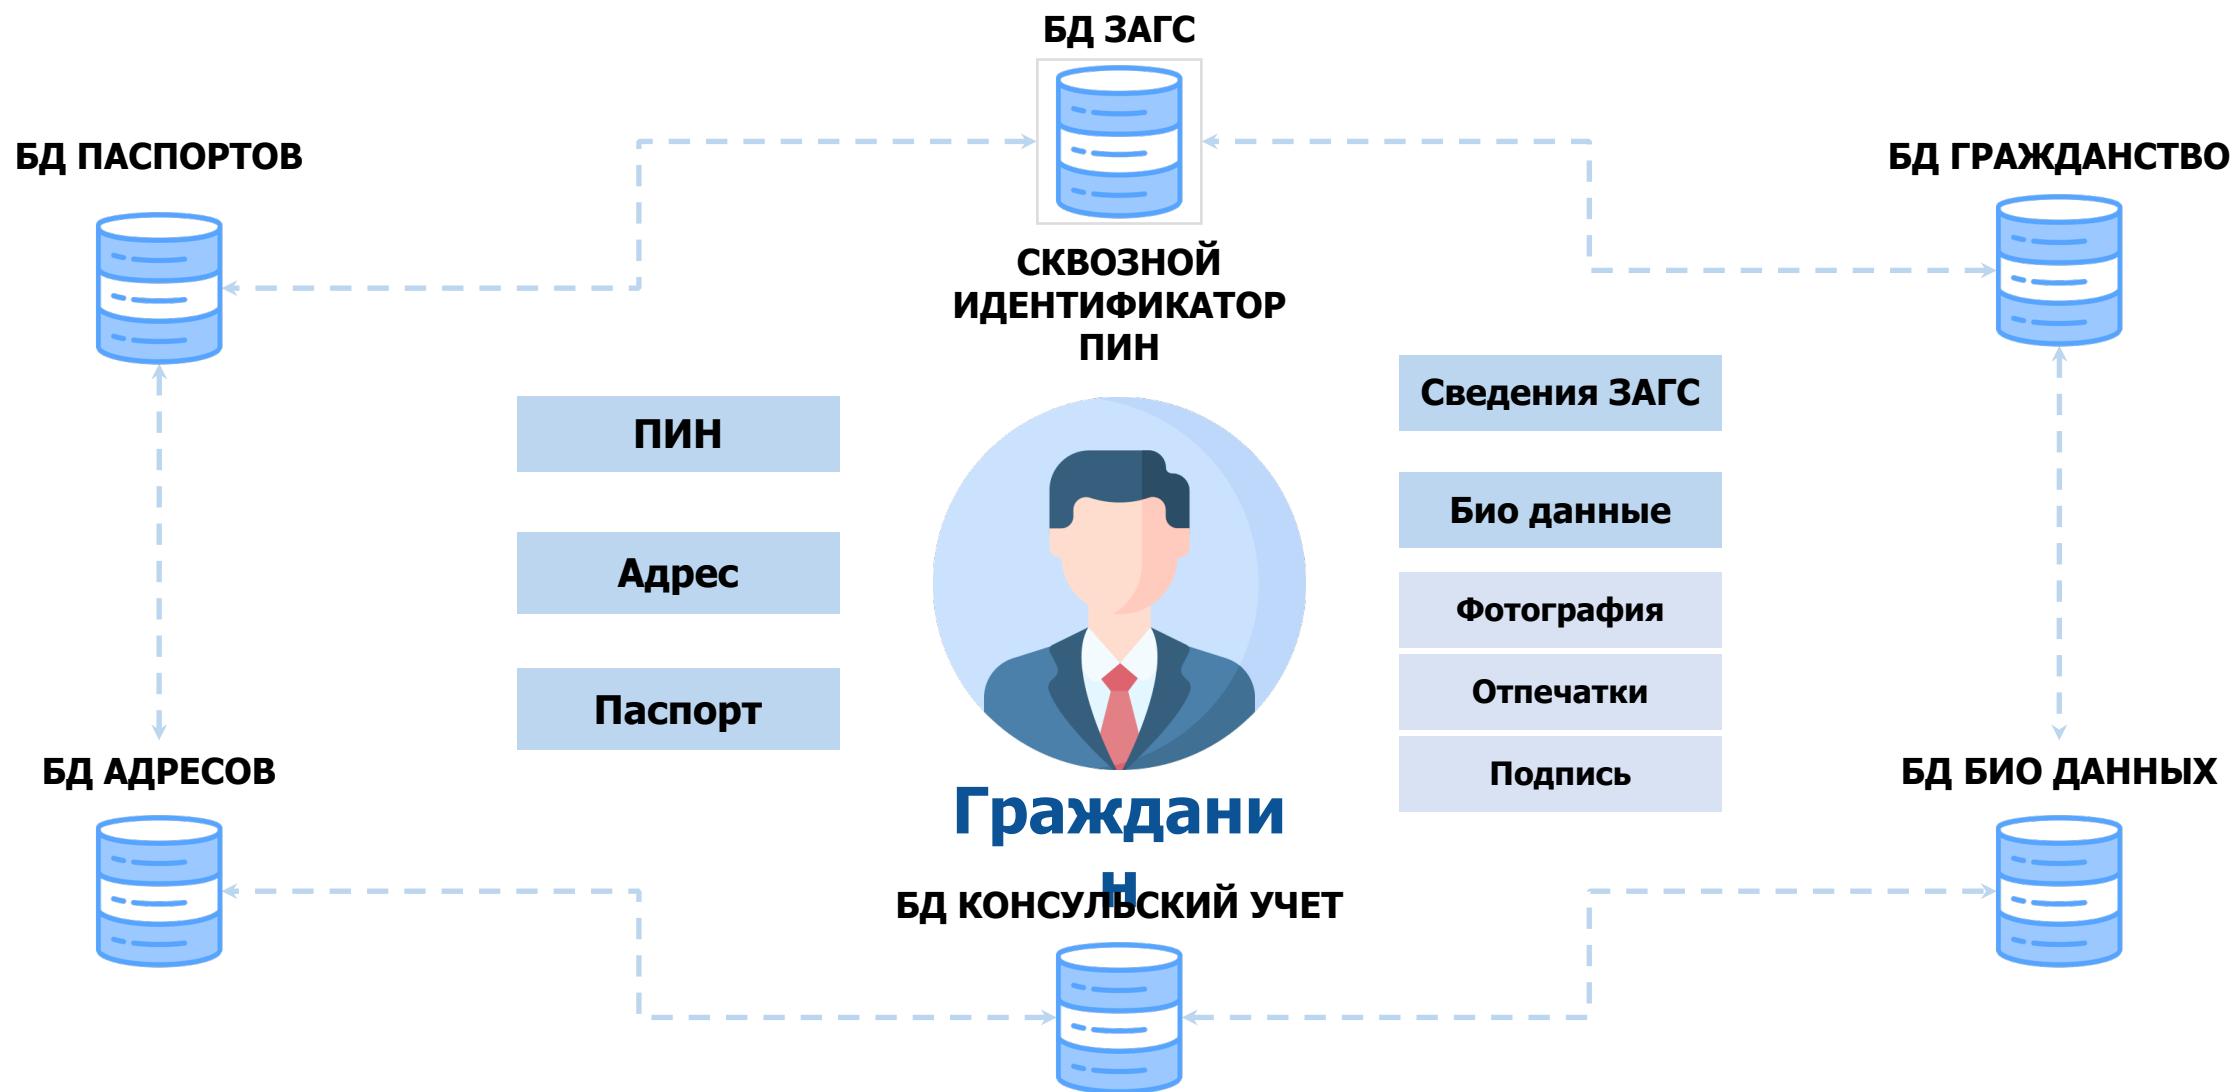 БД ЗАГС
БД ПАСПОРТОВ
БД ГРАЖДАНСТВО
СКВОЗНОЙ
ИДЕНТИФИКАТОР
ПИН
ПИН
Адрес
Паспорт
Сведения ЗАГС
Био данные
Фотография
Отпечатки
Подпись
БД АДРЕСОВ
БД БИО ДАННЫХ
Граждани
н
БД КОНСУЛЬСКИЙ УЧЕТ